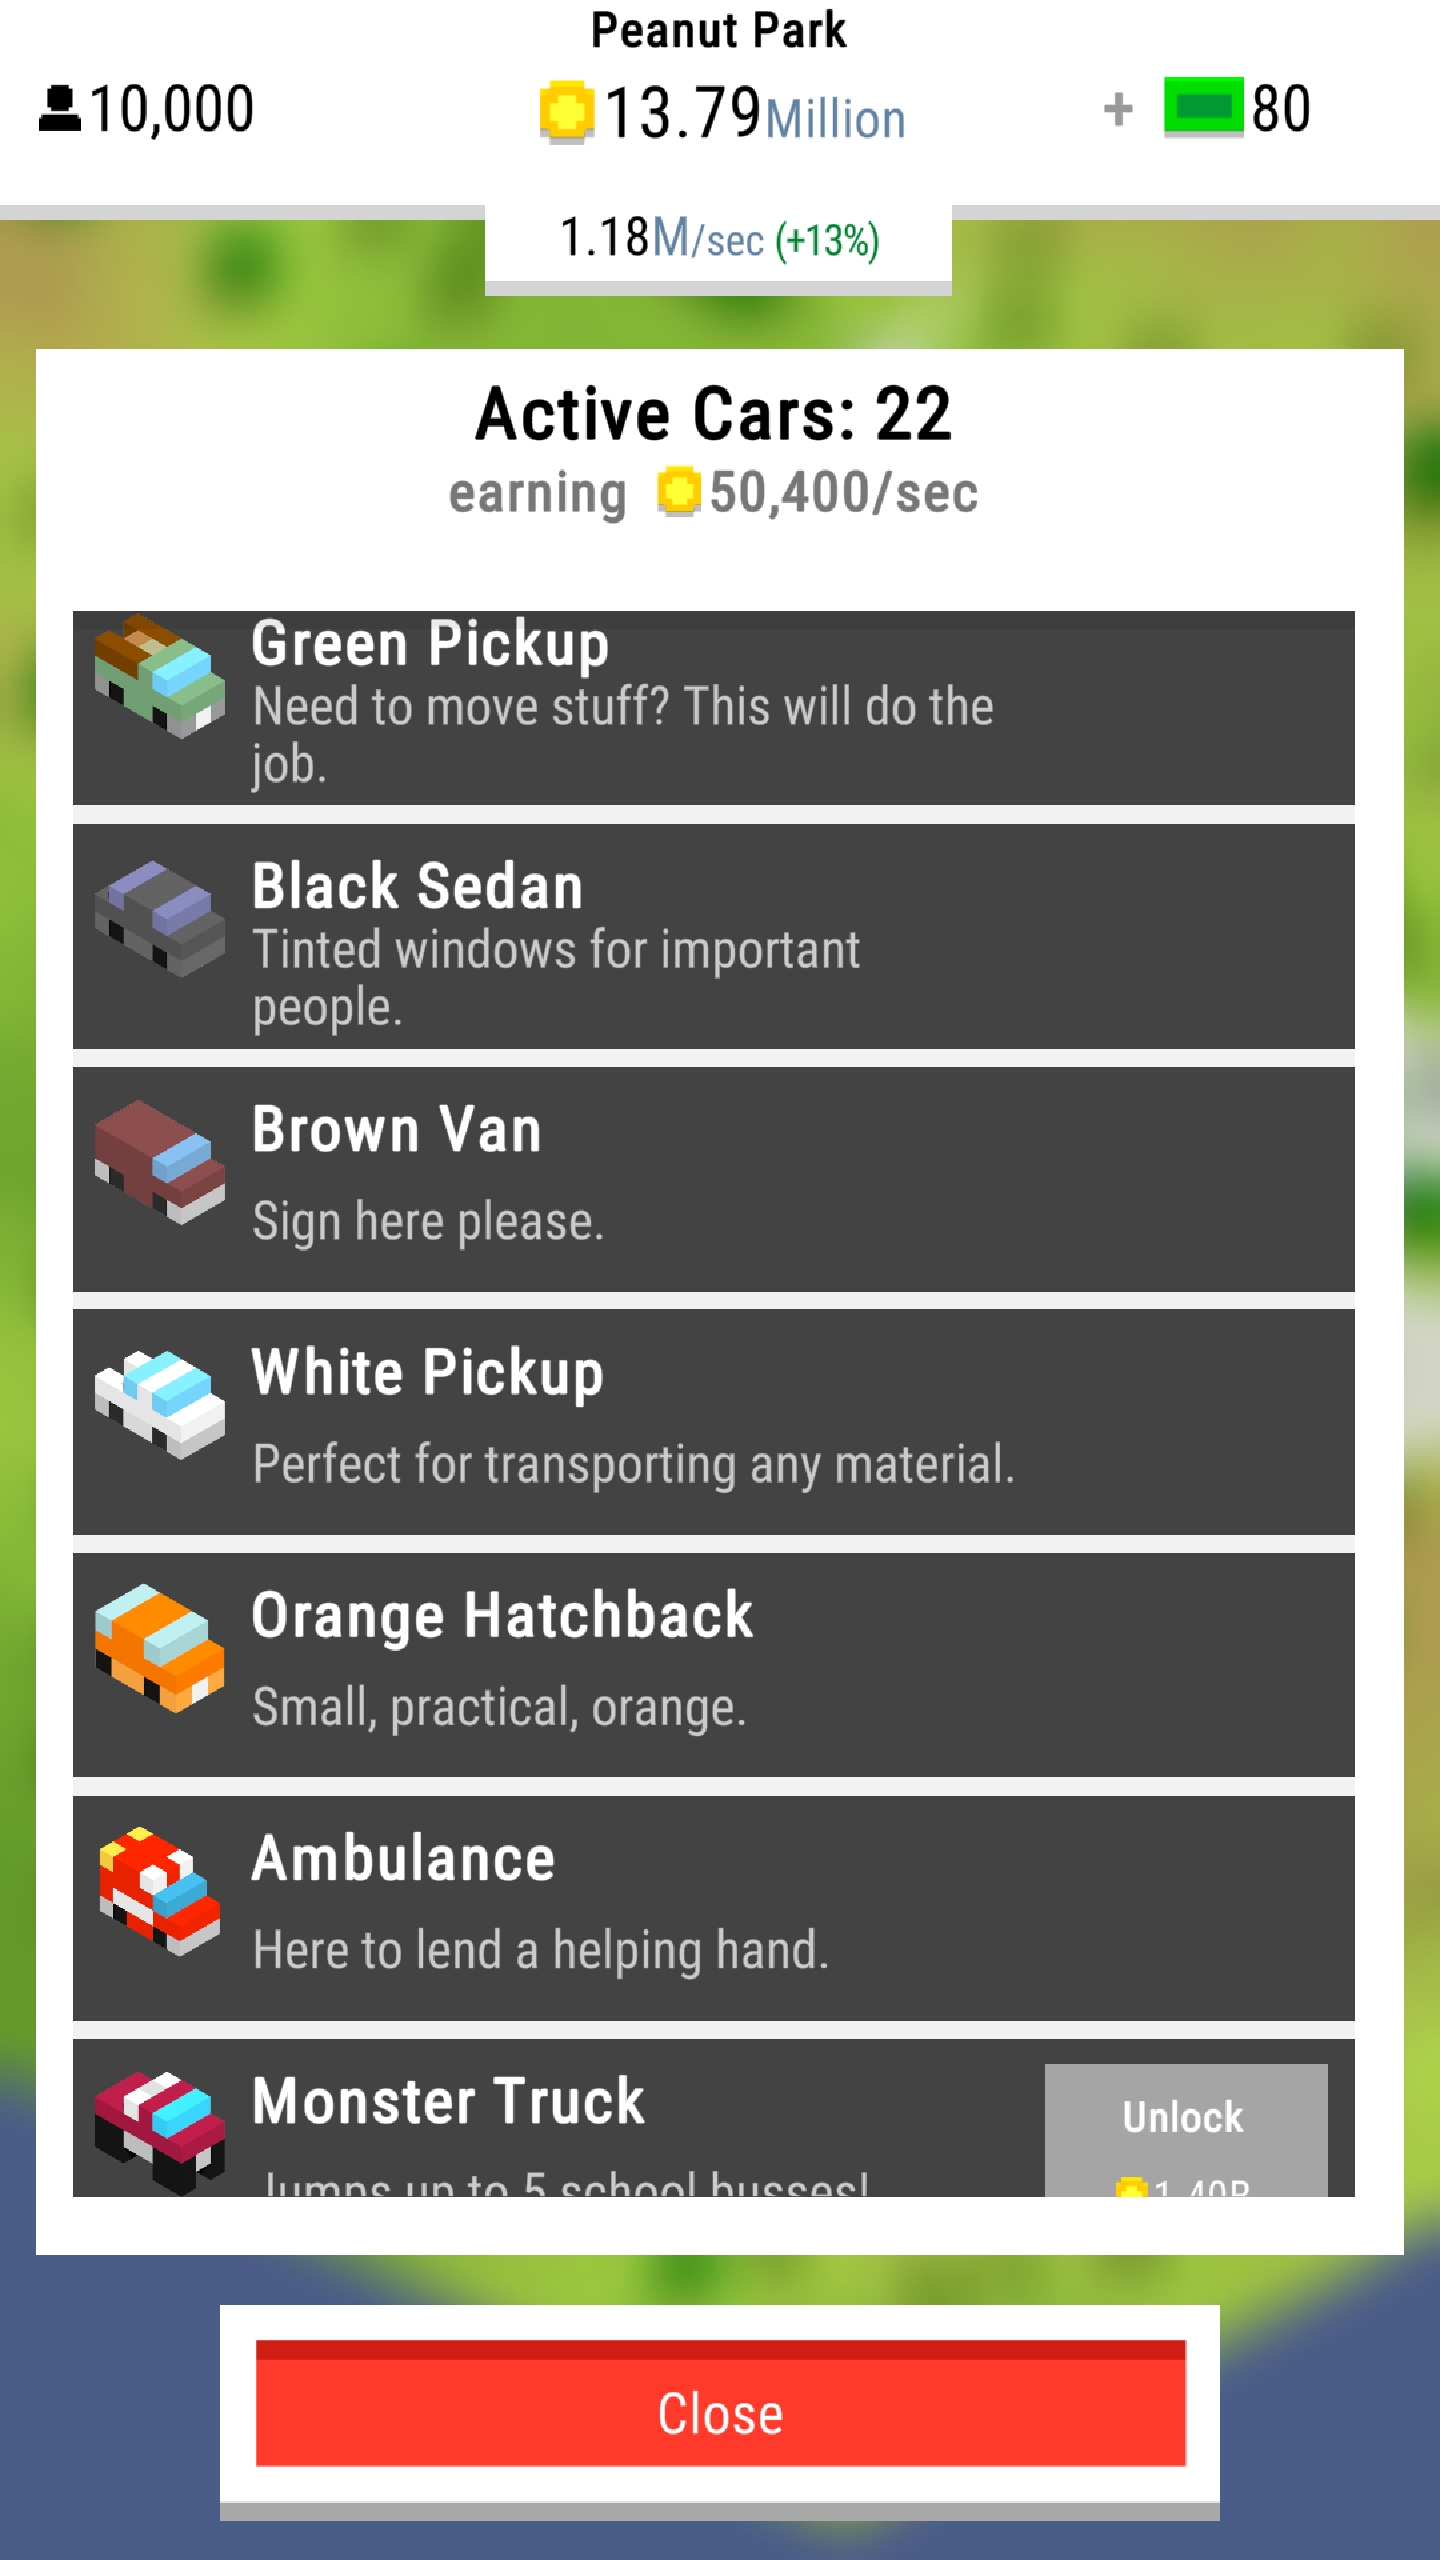 Peanut Park
10,000
13.79Million
+ 80
1.18M/sec (+13%)
Active Cars: 22
earning 50,400/sec
Green Pickup
Need to move stuff? This will do the
job.
Black Sedan
Tinted windows for important
people.
Brown Van
Sign here please.
White Pickup
Perfect for transporting any material.
Orange Hatchback
Small, practical, orange.
Ambulance
Here to lend a helping hand.
Monster Truck
Unlock
Jumps up to 5 school busses!
1.40B
Close